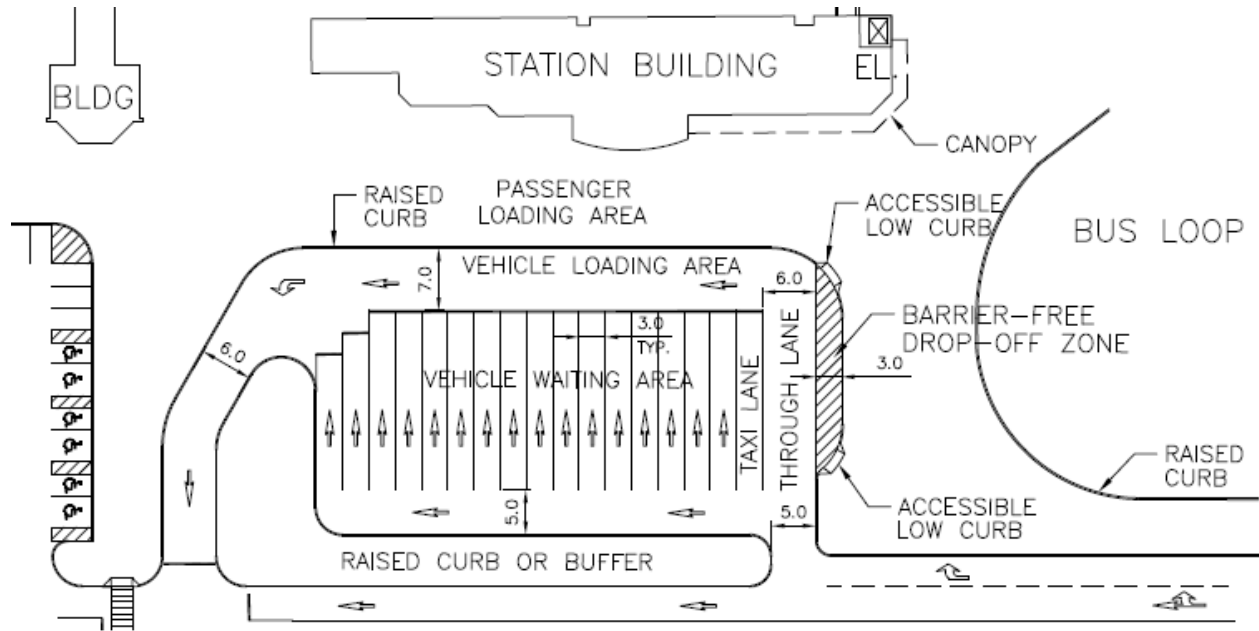 STATION BUILDING
EL.
BLDG
CANOPY
RAISED
CURB
PASSENGER
LOADING AREA
ACCESSIBLE
LOW CURB
BUS LOOP
VEHICLE LOADING AREA
7.0
6.0
3.0
TYP.
BARRIER-FREE
DROP-OFF ZONE
3.0
6.0
VEHICLE WAITING AREA
TAXI LANE
THROUGH LANE
RAISED
CURB
5.0
5.0
ACCESSIBLE
LOW CURB
RAISED CURB OR BUFFER